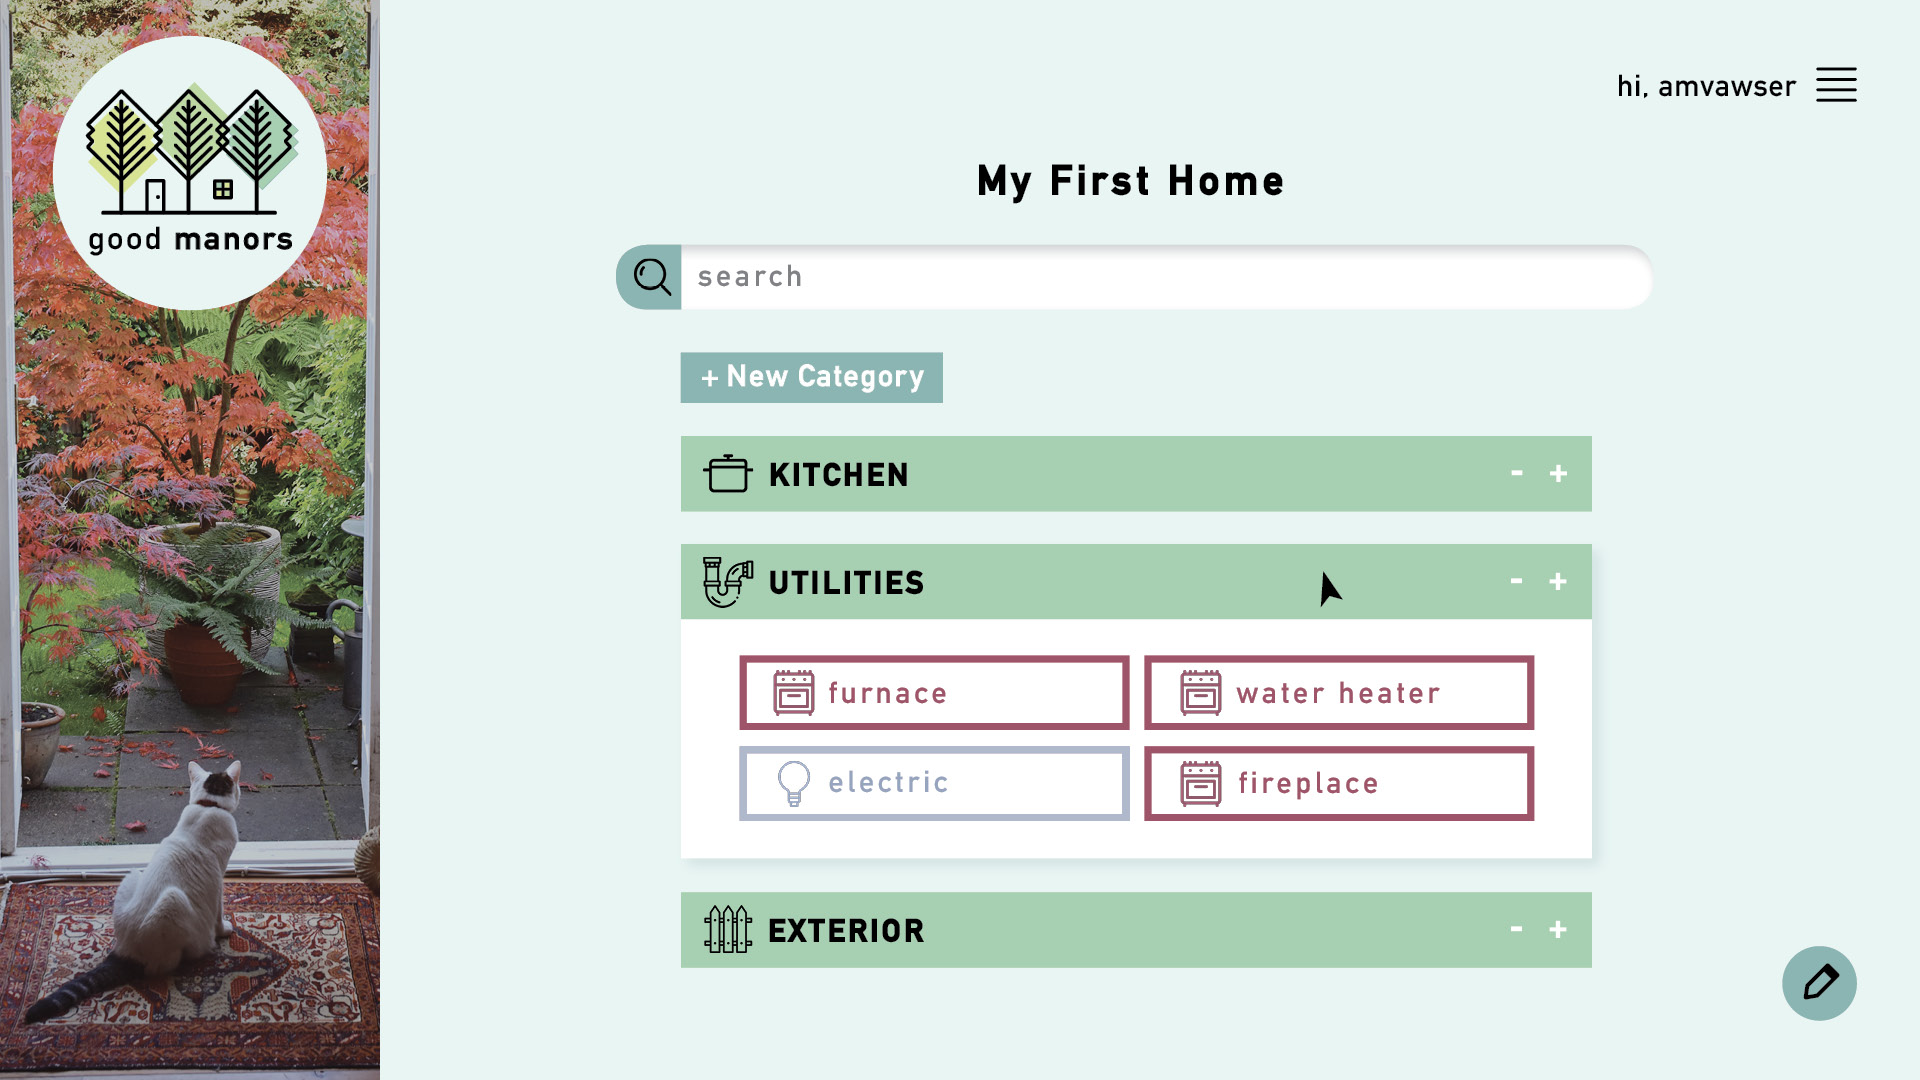 good manors
hi, amvawser
My First Home
search
+ New Category
KITCHEN
- +
UTILITIES
- +
furnace
water heater
electric
fireplace
EXTERIOR
- +